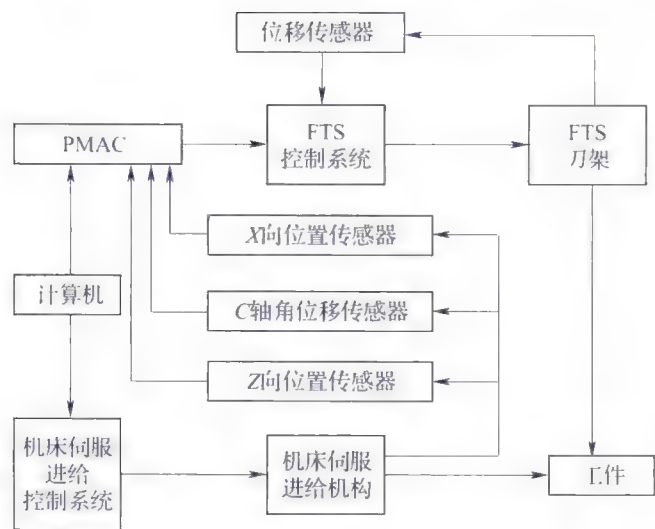 位移传感器
PMAC
FTS
控制系统
FTS
刀架
X向位置传感器
计算机
C轴角位移传感器
Z向位置传感器
机床伺服
进给
控制系统
机床伺服
进给机构
工件